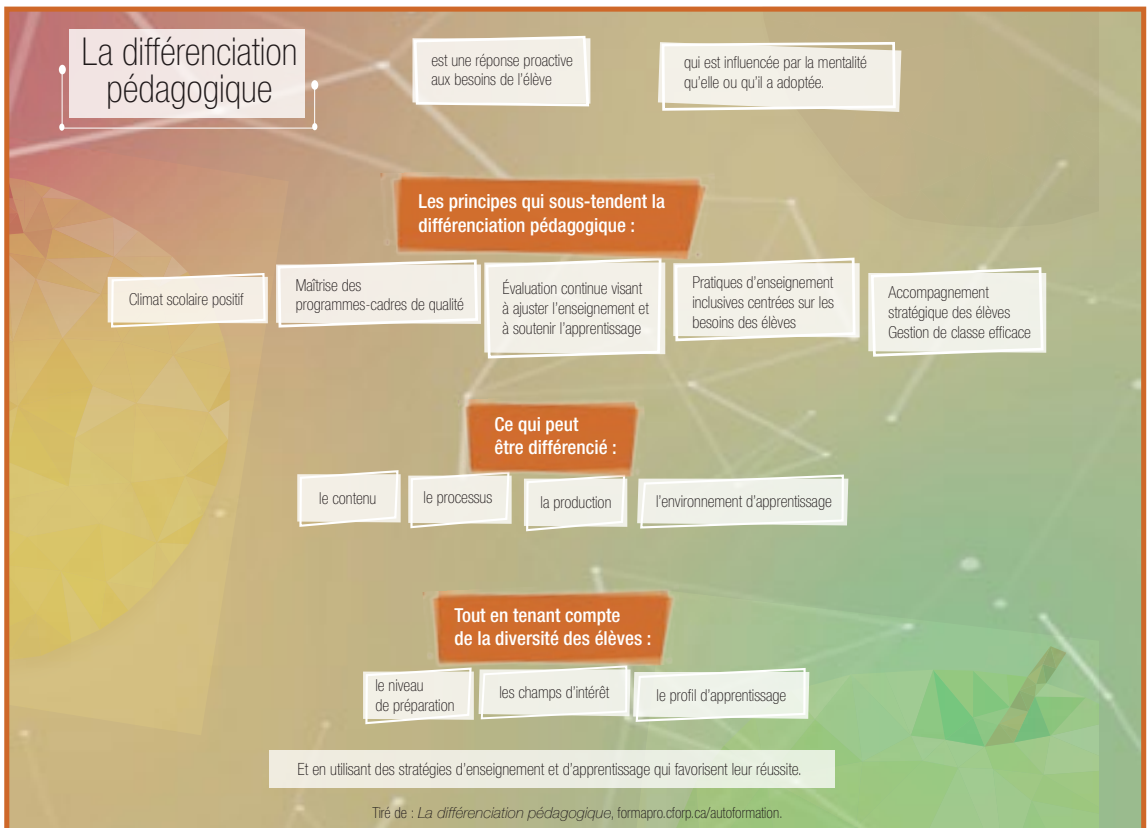 La différenciation
pédagogique
est une réponse proactive
aux besoins de l'élève
qui est influencée par la mentalité
qu'elle ou qu'il a adoptée.
Les principes qui sous-tendent la
différenciation pédagogique :
Climat scolaire positif
Maîtrise des
programmes-cadres de qualité
Évaluation continue visant
à ajuster l'enseignement et
à soutenir l'apprentissage
Pratiques d'enseignement
inclusives centrées sur les
besoins des élèves
Accompagnement
stratégique des élèves
Gestion de classe efficace
Ce qui peut
être différencié :
le contenu
le processus
la production
l'environnement d'apprentissage
Tout en tenant compte
de la diversité des élèves :
le niveau
de préparation
les champs d'intérêt
le profil d'apprentissage
Et en utilisant des stratégies d'enseignement et d'apprentissage qui favorisent leur réussite.
Tiré de : La différenciation pédagogique, formapro.cforp.ca/autoformation.